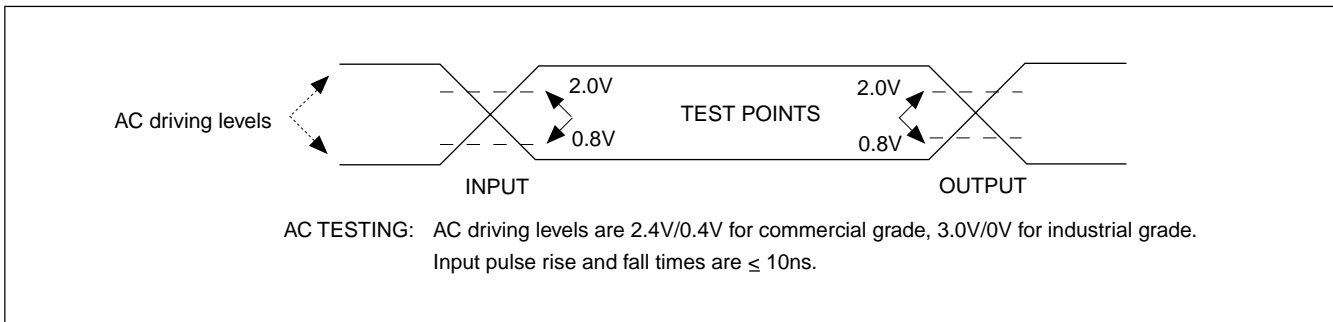 2.0V
2.0V
AC driving levels
TEST POINTS
0.8V
0.8V
INPUT
OUTPUT
AC TESTING: AC driving levels are 2.4V/0.4V for commercial grade, 3.0V/0V for industrial grade.
Input pulse rise and fall times are ≤ 10ns.